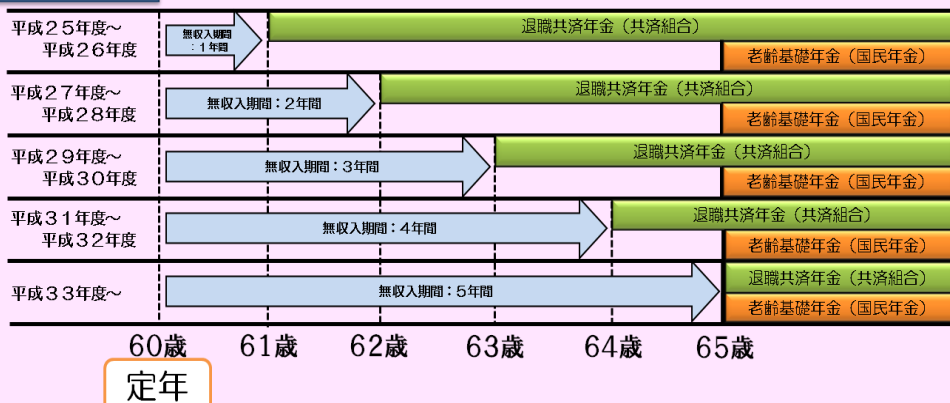 平成25年度～
平成26年度
無収入期間
：1年間
退職共済年金（共済組合）
老齢基礎年金（国民年金）
平成27年度～
平成28年度
無収入期間：2年間
退職共済年金（共済組合）
老齢基礎年金（国民年金）
平成29年度～
平成30年度
無収入期間：3年間
退職共済年金（共済組合）
老齢基礎年金（国民年金）
平成31年度～
平成32年度
無収入期間：4年間
退職共済年金（共済組合）
老齢基礎年金（国民年金）
平成33年度～
無収入期間：5年間
退職共済年金（共済組合）
老齢基礎年金（国民年金）
60歳 61歳 62歳 63歳 64歳 65歳
定年